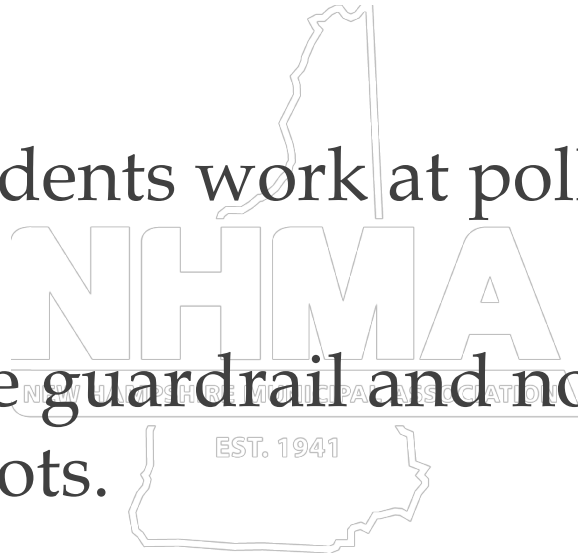 dents work at poll
NHMA
e guardrail and no
NEW HAMPSHIRE MUNICIPAL ASSOCIATION
ots.
EST. 1941